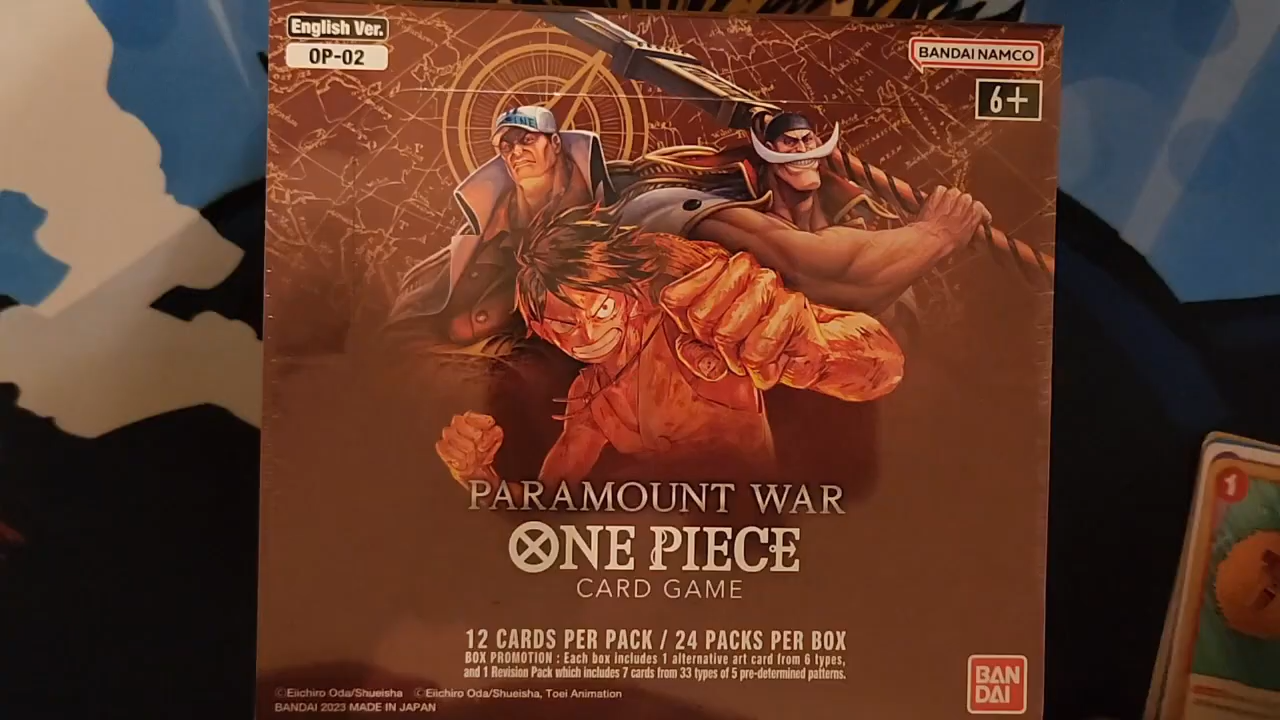 English Ver.
OP-02
BANDAI NAMCO
6+
MARINE
PARAMOUNT WAR
ONE PIECE
CARD GAME
12 CARDS PER PACK / 24 PACKS PER BOX
BOX PROMOTION : Each box includes 1 alternative art card from 6 types,
and 1 Revision Pack which includes 7 cards from 33 types of 5 pre-determined patterns.
©Eiichiro Oda/Shueisha ©Eiichiro Oda/Shueisha, Toei Animation
BANDAI 2023 MADE IN JAPAN
BAN
DAI
1